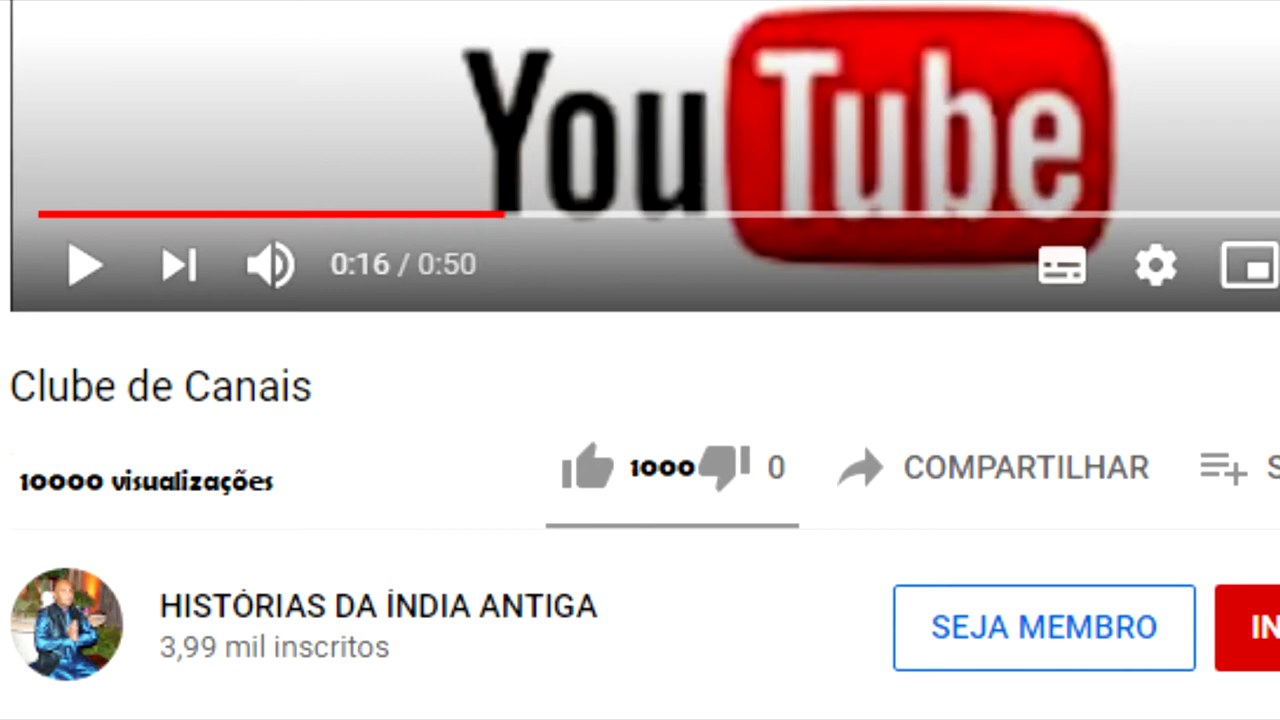 YouTube
0:16 / 0:50
Clube de Canais
10000 visualizações
1000
0
COMPARTILHAR
S
HISTÓRIAS DA ÍNDIA ANTIGA
3,99 mil inscritos
SEJA MEMBRO
IN